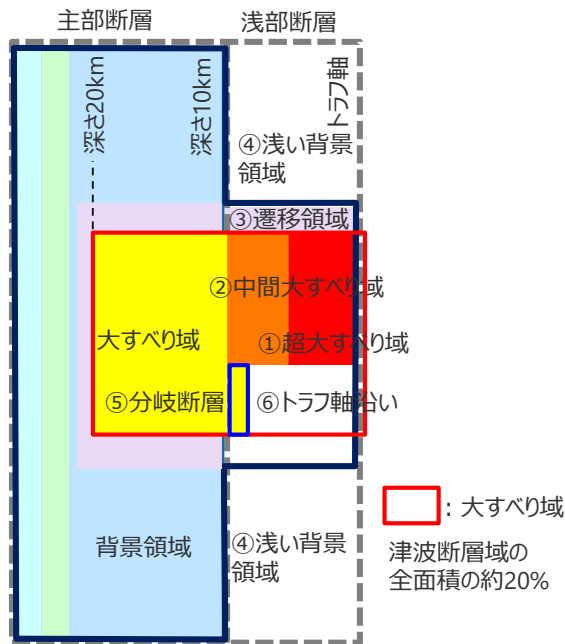 主部断層
浅部断層
深さ20km
深さ10km
トラフ軸
④浅い背景
領域
③遷移領域
②中間大すべり域
①超大すべり域
大すべり域
⑤分岐断層
⑥トラフ軸沿い
背景領域
④浅い背景
領域
：大すべり域
津波断層域の
全面積の約20%